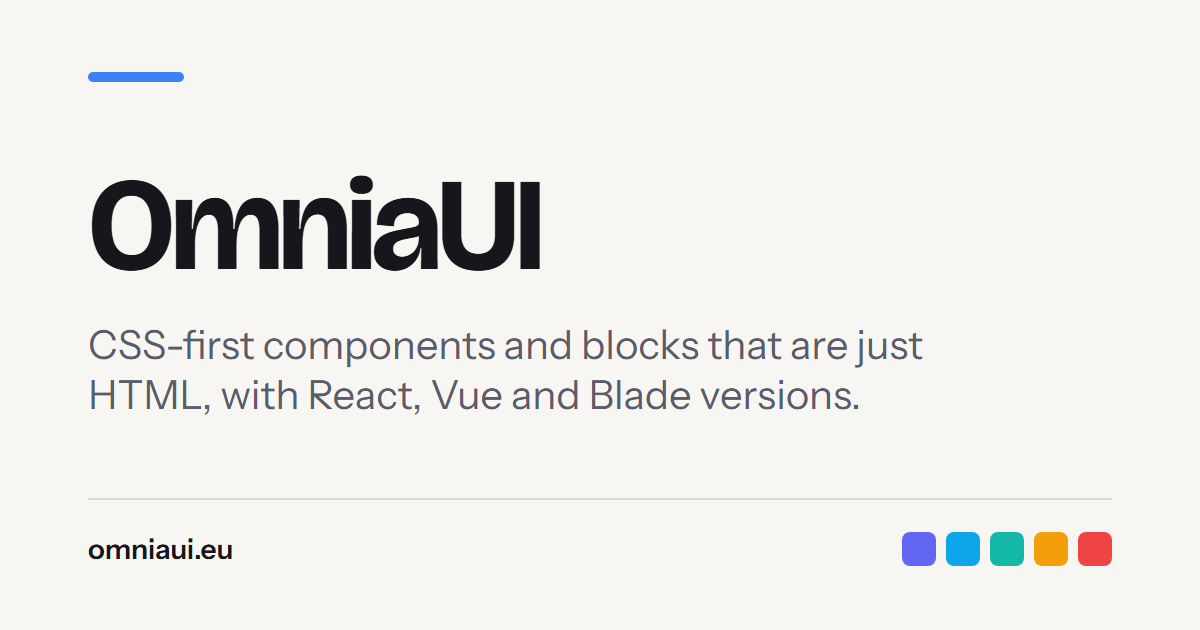 OmniaUI
CSS-first components and blocks that are just
HTML, with React, Vue and Blade versions.
omniaui.eu